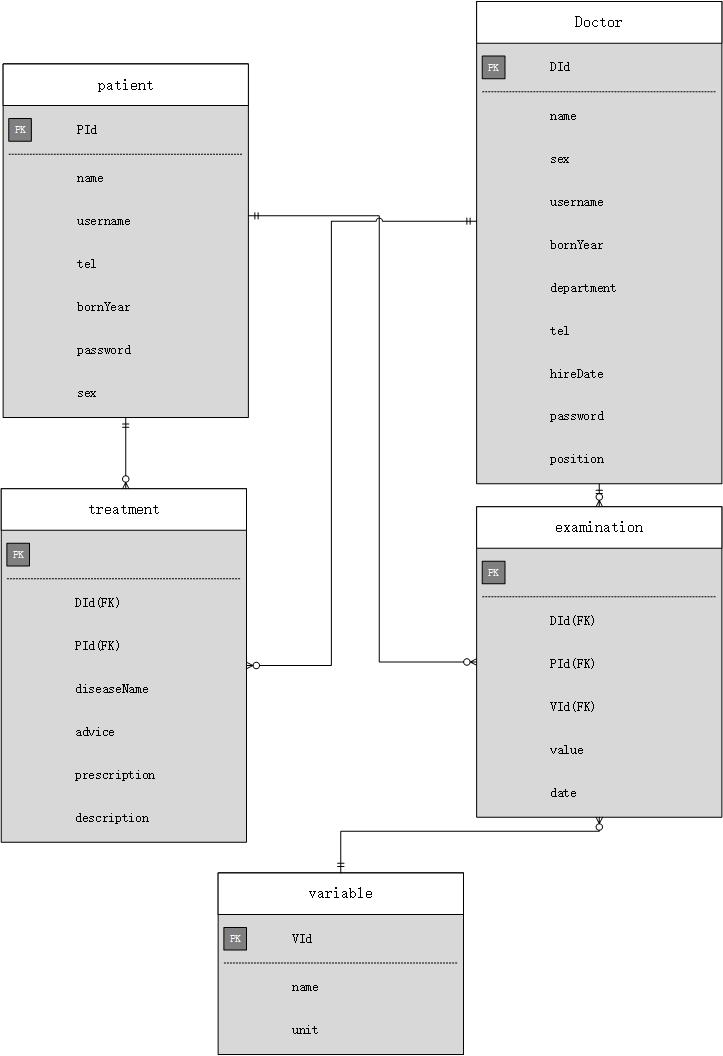 Doctor
PK DId
name
sex
username
bornYear
department
tel
hireDate
password
position
patient
PK PId
name
username
tel
bornYear
password
sex
treatment
PK
DId(FK)
PId(FK)
diseaseName
advice
prescription
description
examination
PK
DId(FK)
PId(FK)
VId(FK)
value
date
variable
PK VId
name
unit